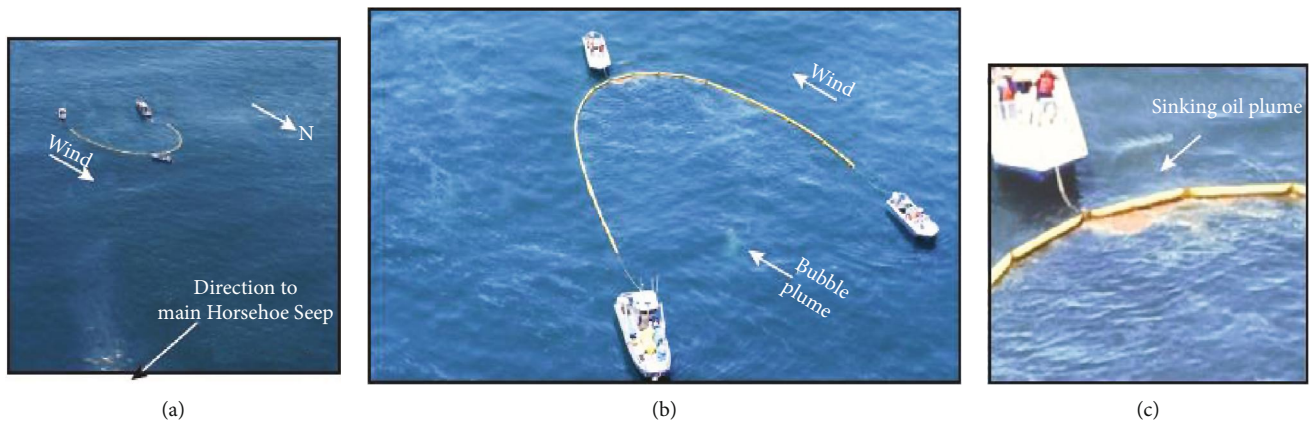 N
Wind
Direction to
main Horsehoe Seep
(a)
Wind
Bubble
plume
(b)
Sinking oil plume
(c)